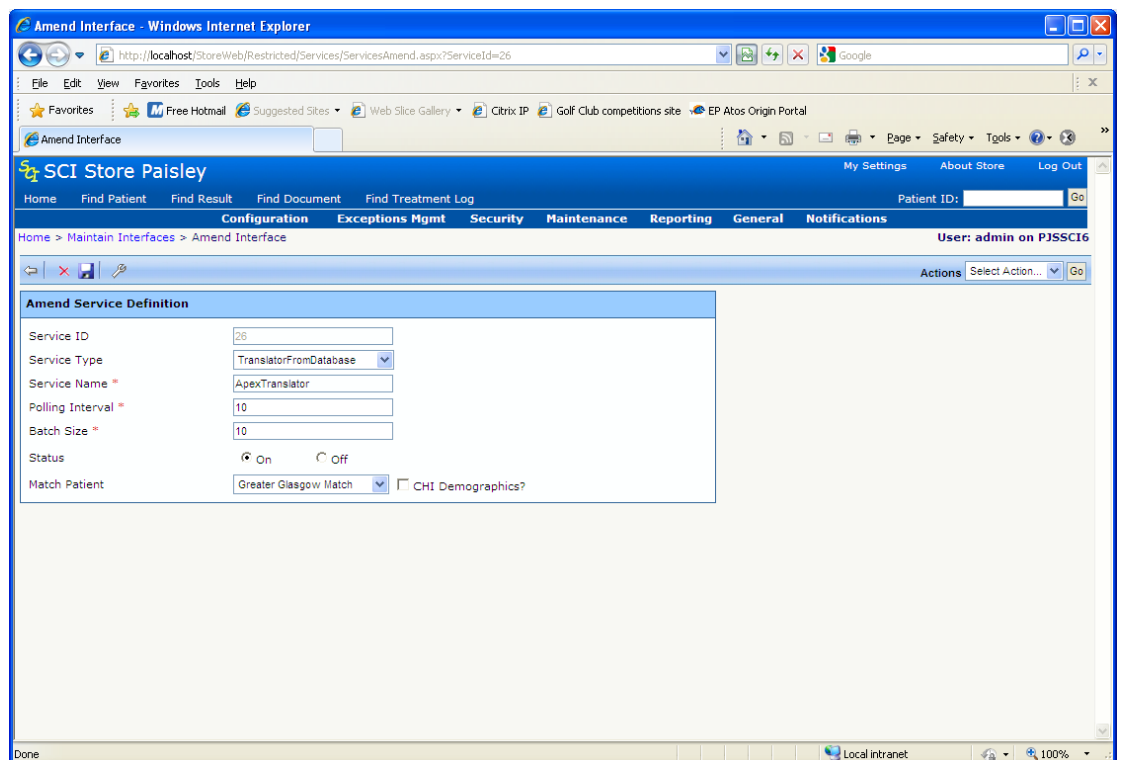 Amend Interface - Windows Internet Explorer
http://localhost/StoreWeb/Restricted/Services/ServicesAmend.aspx?ServiceId=26
Google
File Edit View Favorites Tools Help
Favorites Free Hotmail Suggested Sites Web Slice Gallery Citrix IP Golf Club competitions site EP Atos Origin Portal
Amend Interface Page Safety Tools »
SCI Store Paisley My Settings About Store Log Out
Home Find Patient Find Result Find Document Find Treatment Log Patient ID: Go
Configuration Exceptions Mgmt Security Maintenance Reporting General Notifications
Home > Maintain Interfaces > Amend Interface User: admin on PJSSCI6
Actions Select Action... Go
Amend Service Definition
Service ID 26
Service Type TranslatorFromDatabase
Service Name * ApexTranslator
Polling Interval * 10
Batch Size * 10
Status On Off
Match Patient Greater Glasgow Match CHI Demographics?
Done Local intranet 100%